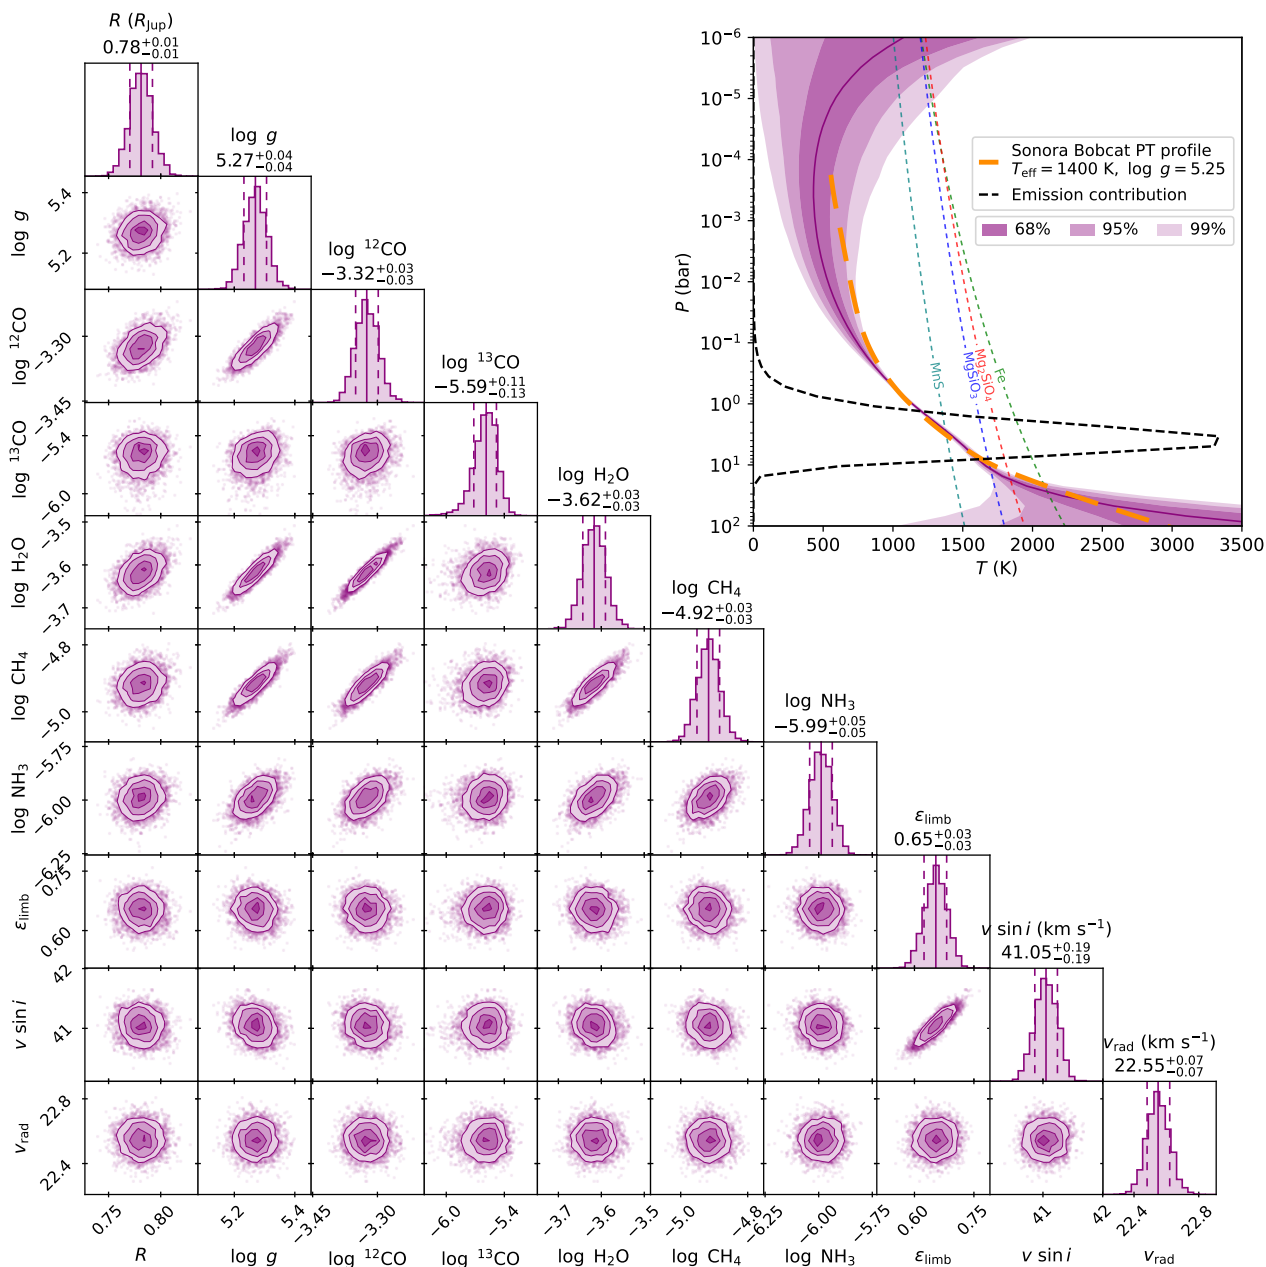 R (R_Jup)
0.78 +0.01 −0.01
log g
5.27 +0.04 −0.04
log ¹²CO
−3.32 +0.03 −0.03
log ¹³CO
−5.59 +0.11 −0.13
log H₂O
−3.62 +0.03 −0.03
log CH₄
−4.92 +0.03 −0.03
log NH₃
−5.99 +0.05 −0.05
ε_limb
0.65 +0.03 −0.03
v sin i (km s⁻¹)
41.05 +0.19 −0.19
v_rad (km s⁻¹)
22.55 +0.07 −0.07
log g
5.4
5.2
log ¹²CO
−3.30
−3.45
log ¹³CO
−5.4
−6.0
log H₂O
−3.5
−3.6
−3.7
log CH₄
−4.8
−5.0
log NH₃
−5.75
−6.00
−6.25
ε_limb
0.75
0.60
v sin i
42
41
v_rad
22.8
22.4
0.75 0.80
R
5.2 5.4
log g
−3.45 −3.30
log ¹²CO
−6.0 −5.4
log ¹³CO
−3.7 −3.6 −3.5
log H₂O
−5.0 −4.8
log CH₄
−6.25 −6.00 −5.75
log NH₃
0.60 0.75
ε_limb
41 42
v sin i
22.4 22.8
v_rad
P (bar)
10⁻⁶
10⁻⁵
10⁻⁴
10⁻³
10⁻²
10⁻¹
10⁰
10¹
10²
0 500 1000 1500 2000 2500 3000 3500
T (K)
Sonora Bobcat PT profile
T_eff = 1400 K, log g = 5.25
Emission contribution
68% 95% 99%
MnS
MgSiO₃
Mg₂SiO₄
Fe